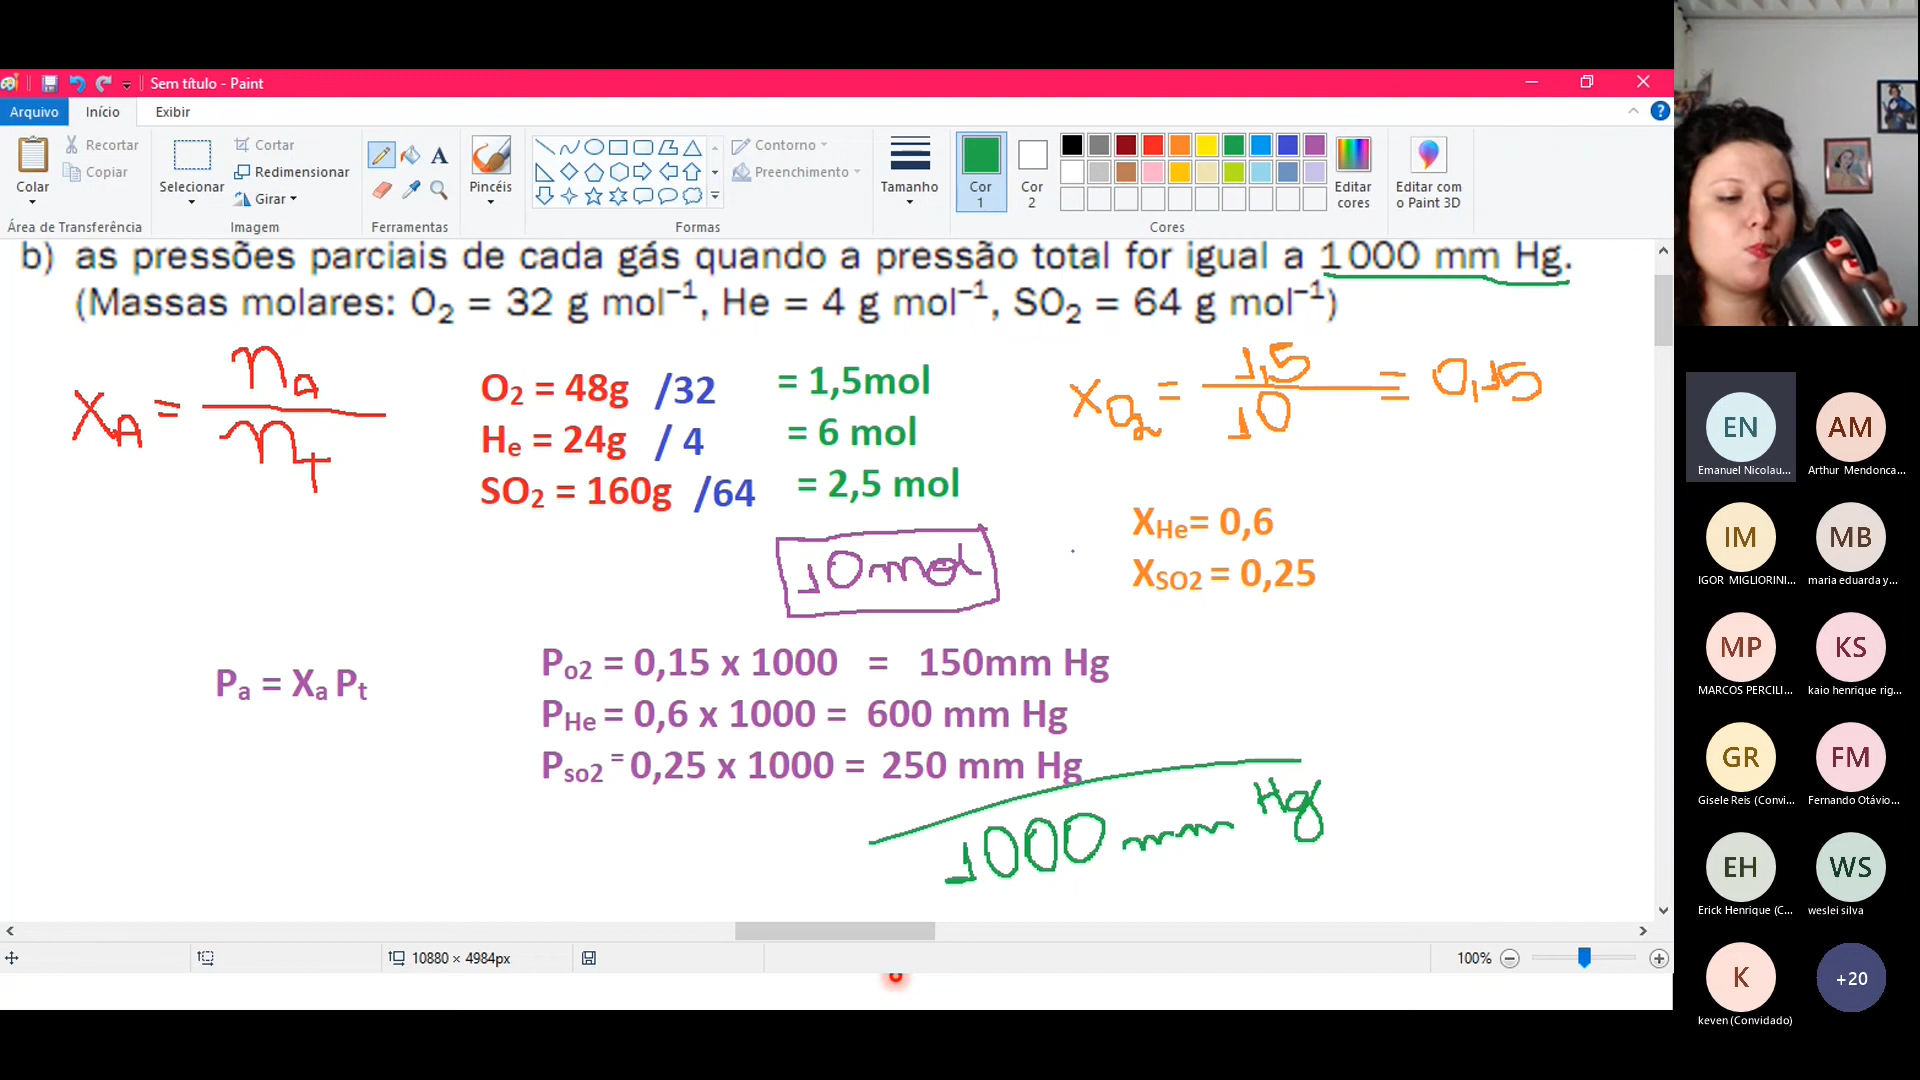 Sem título - Paint
Arquivo Início Exibir
Colar
Recortar
Copiar
Área de Transferência
Selecionar
Cortar
Redimensionar
Girar
Imagem
A
Ferramentas
Pincéis
Contorno
Preenchimento
Formas
Tamanho
Cor 1
Cor 2
Cores
Editar cores
Editar com o Paint 3D
b) as pressões parciais de cada gás quando a pressão total for igual a 1000 mm Hg.
(Massas molares: O₂ = 32 g mol⁻¹, He = 4 g mol⁻¹, SO₂ = 64 g mol⁻¹)
XA = na / nt
O₂ = 48g /32 = 1,5mol
He = 24g / 4 = 6 mol
SO₂ = 160g /64 = 2,5 mol
10 mol
XO₂ = 1,5 / 10 = 0,15
XHe= 0,6
XSO2 = 0,25
Pa = Xa Pt
Po2 = 0,15 x 1000 = 150mm Hg
PHe = 0,6 x 1000 = 600 mm Hg
Pso2 = 0,25 x 1000 = 250 mm Hg
1000 mm Hg
10880 × 4984px
100%
EN
Emanuel Nicolau...
AM
Arthur Mendonca...
IM
IGOR MIGLIORINI...
MB
maria eduarda y...
MP
MARCOS PERCILI...
KS
kaio henrique rig...
GR
Gisele Reis (Convi...
FM
Fernando Otávio...
EH
Erick Henrique (C...
WS
weslei silva
K
keven (Convidado)
+20